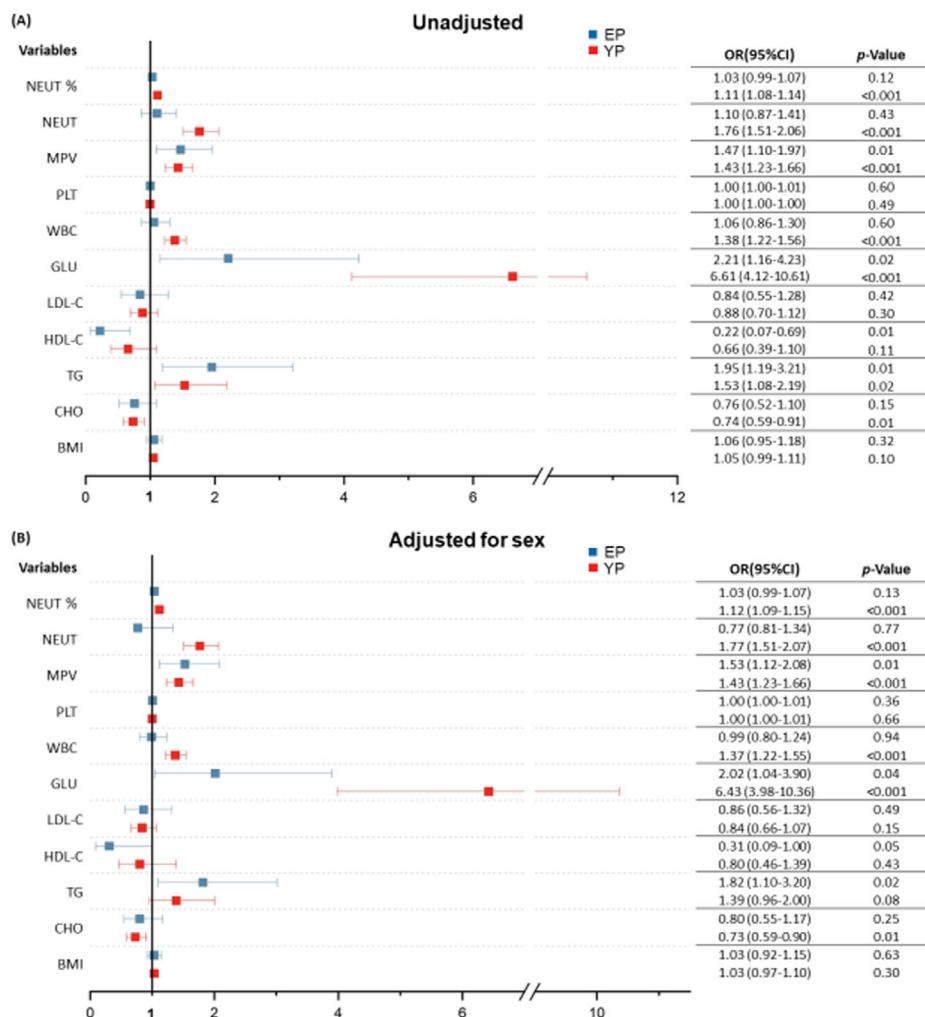 (A)
Unadjusted
EP
YP
Variables OR(95%CI) p-Value
NEUT % 1.03 (0.99-1.07) 0.12
1.11 (1.08-1.14) <0.001
NEUT 1.10 (0.87-1.41) 0.43
1.76 (1.51-2.06) <0.001
MPV 1.47 (1.10-1.97) 0.01
1.43 (1.23-1.66) <0.001
PLT 1.00 (1.00-1.01) 0.60
1.00 (1.00-1.00) 0.49
WBC 1.06 (0.86-1.30) 0.60
1.38 (1.22-1.56) <0.001
GLU 2.21 (1.16-4.23) 0.02
6.61 (4.12-10.61) <0.001
LDL-C 0.84 (0.55-1.28) 0.42
0.88 (0.70-1.12) 0.30
HDL-C 0.22 (0.07-0.69) 0.01
0.66 (0.39-1.10) 0.11
TG 1.95 (1.19-3.21) 0.01
1.53 (1.08-2.19) 0.02
CHO 0.76 (0.52-1.10) 0.15
0.74 (0.59-0.91) 0.01
BMI 1.06 (0.95-1.18) 0.32
1.05 (0.99-1.11) 0.10
0 1 2 4 6 12
(B)
Adjusted for sex
EP
YP
Variables OR(95%CI) p-Value
NEUT % 1.03 (0.99-1.07) 0.13
1.12 (1.09-1.15) <0.001
NEUT 0.77 (0.81-1.34) 0.77
1.77 (1.51-2.07) <0.001
MPV 1.53 (1.12-2.08) 0.01
1.43 (1.23-1.66) <0.001
PLT 1.00 (1.00-1.01) 0.36
1.00 (1.00-1.01) 0.66
WBC 0.99 (0.80-1.24) 0.94
1.37 (1.22-1.55) <0.001
GLU 2.02 (1.04-3.90) 0.04
6.43 (3.98-10.36) <0.001
LDL-C 0.86 (0.56-1.32) 0.49
0.84 (0.66-1.07) 0.15
HDL-C 0.31 (0.09-1.00) 0.05
0.80 (0.46-1.39) 0.43
TG 1.82 (1.10-3.20) 0.02
1.39 (0.96-2.00) 0.08
CHO 0.80 (0.55-1.17) 0.25
0.73 (0.59-0.90) 0.01
BMI 1.03 (0.92-1.15) 0.63
1.03 (0.97-1.10) 0.30
0 1 2 4 6 10